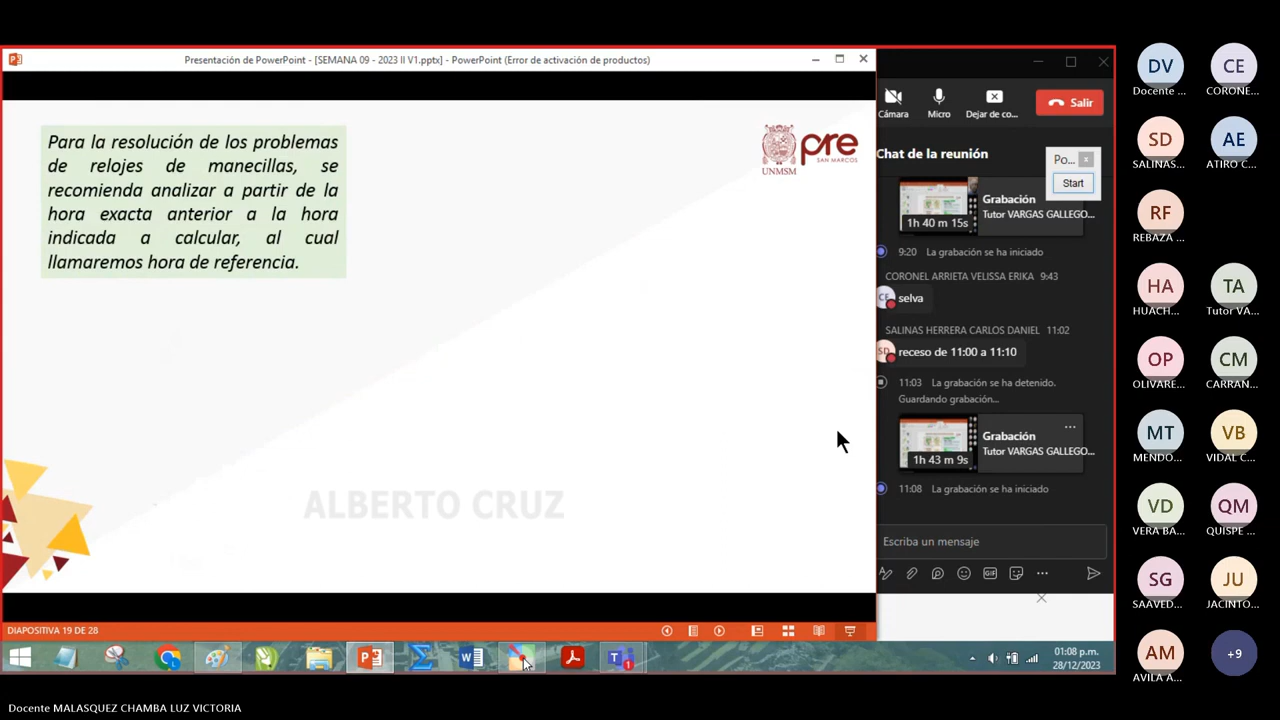 Presentación de PowerPoint - [SEMANA 09 - 2023 II V1.pptx] - PowerPoint (Error de activación de productos)
Para la resolución de los problemas
de relojes de manecillas, se
recomienda analizar a partir de la
hora exacta anterior a la hora
indicada a calcular, al cual
llamaremos hora de referencia.
UNMSM
pre
SAN MARCOS
ALBERTO CRUZ
DIAPOSITIVA 19 DE 28
Cámara
Micro
Dejar de co...
Salir
Chat de la reunión
Po...
Start
Grabación
Tutor VARGAS GALLEGO...
1h 40 m 15s
9:20 La grabación se ha iniciado
CORONEL ARRIETA VELISSA ERIKA 9:43
CE
selva
SALINAS HERRERA CARLOS DANIEL 11:02
SD
receso de 11:00 a 11:10
11:03 La grabación se ha detenido.
Guardando grabación...
Grabación
Tutor VARGAS GALLEGO...
1h 43 m 9s
11:08 La grabación se ha iniciado
Escriba un mensaje
GIF
01:08 p.m.
28/12/2023
DV
Docente ...
CE
CORONE...
SD
SALINAS...
AE
ATIRO C...
RF
REBAZA ...
HA
HUACH...
TA
Tutor VA...
OP
OLIVARE...
CM
CARRAN...
MT
MENDO...
VB
VIDAL C...
VD
VERA BA...
QM
QUISPE ...
SG
SAAVED...
JU
JACINTO...
AM
AVILA A...
+9
Docente MALASQUEZ CHAMBA LUZ VICTORIA